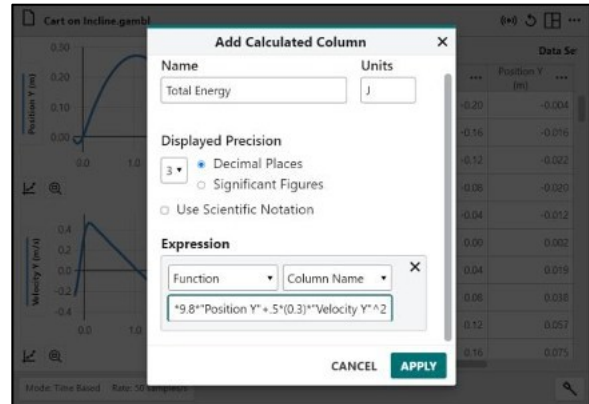 Cart on Incline.gambl
Add Calculated Column
Name
Units
Total Energy
J
Displayed Precision
3
Decimal Places
Significant Figures
Use Scientific Notation
Expression
Function
Column Name
*9.8*"Position Y"+.5*(0.3)*"Velocity Y"^2
CANCEL
APPLY
Position Y (m)
0.30
0.20
0.10
0.00
0.0
1.0
Velocity Y (m/s)
0.4
0.2
0.0
-0.2
-0.4
0.0
1.0
Mode: Time Based Rate: 50 samples/s
Data Se
Position Y
(m)
-0.20 -0.004
-0.16 -0.016
-0.12 -0.022
-0.08 -0.020
-0.04 -0.012
0.00 0.002
0.04 0.019
0.08 0.038
0.12 0.057
0.16 0.075